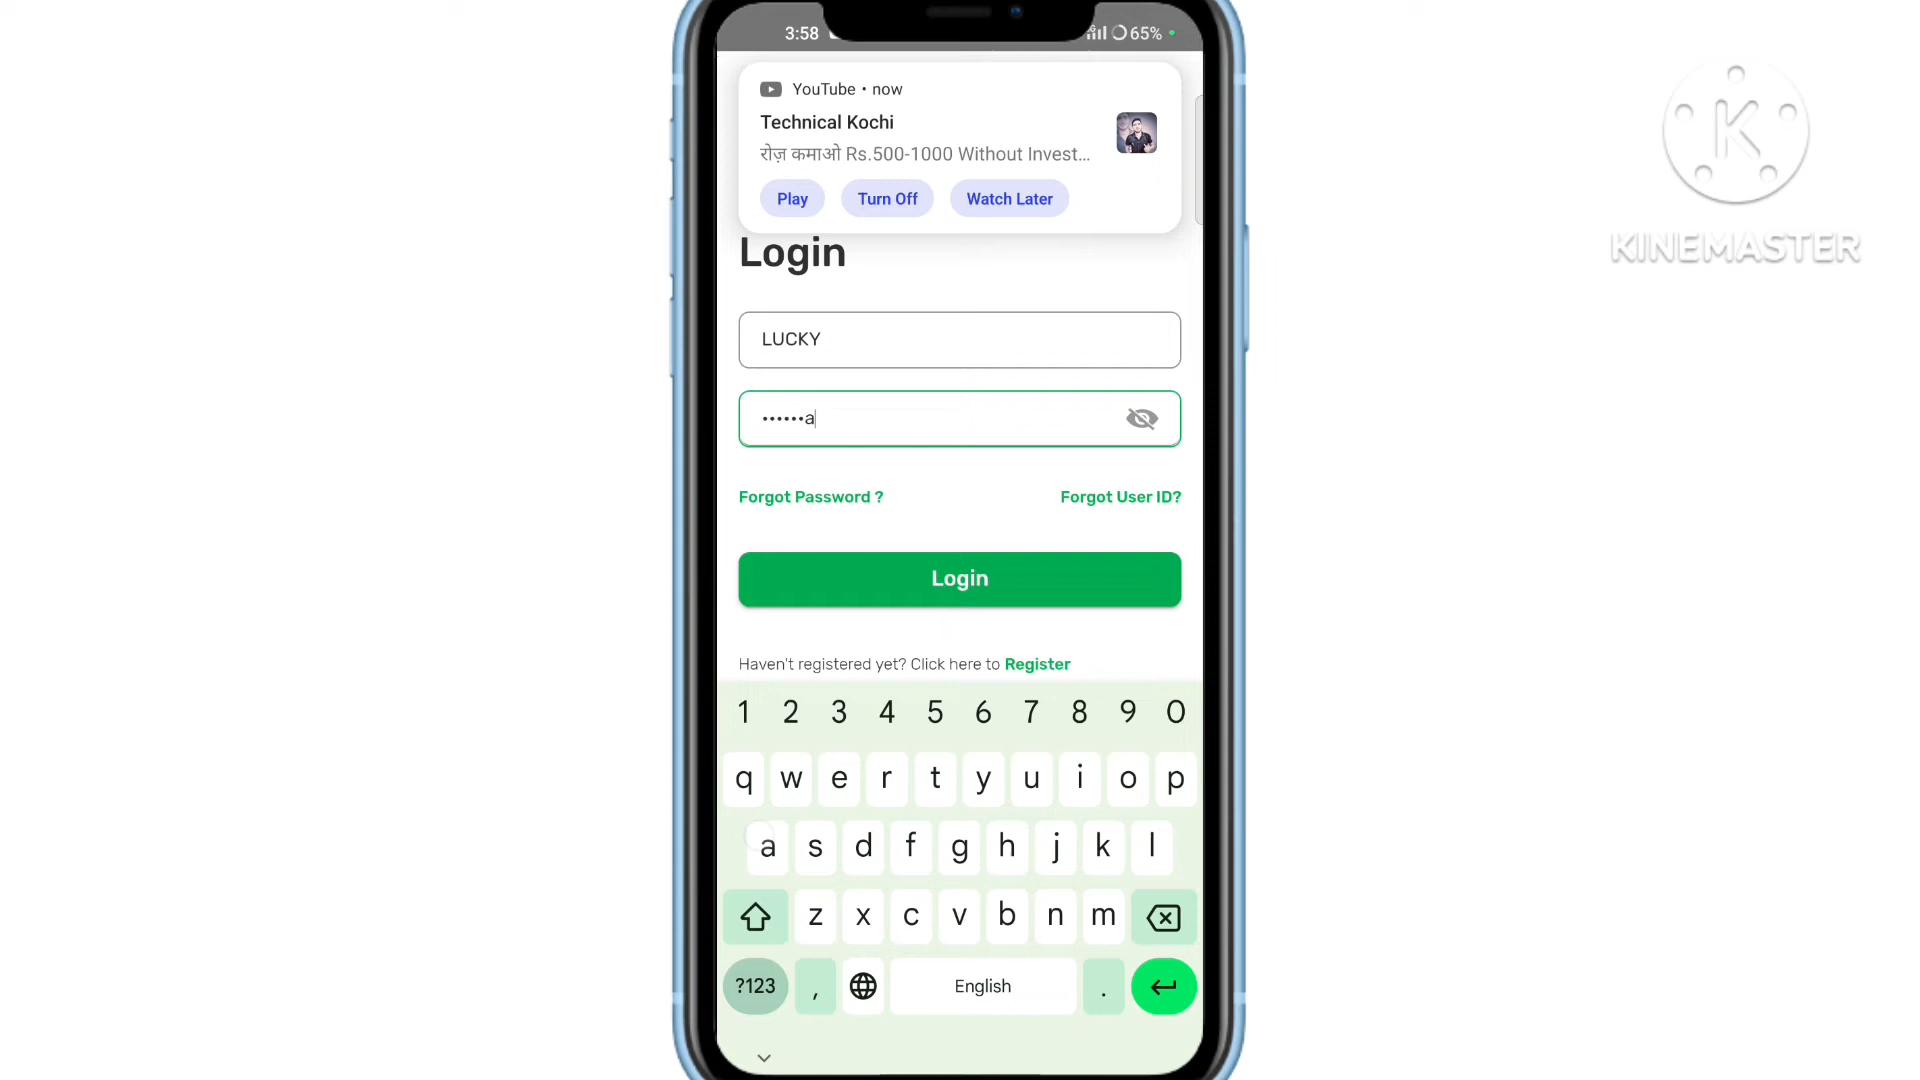 3:58
65%
YouTube • now
Technical Kochi
रोज़ कमाओ Rs.500-1000 Without Invest...
Play Turn Off Watch Later
Login
LUCKY
••••••a
Forgot Password ? Forgot User ID?
Login
Haven't registered yet? Click here to Register
1 2 3 4 5 6 7 8 9 0
q w e r t y u i o p
a s d f g h j k l
z x c v b n m
?123 , English .
K
KINEMASTER